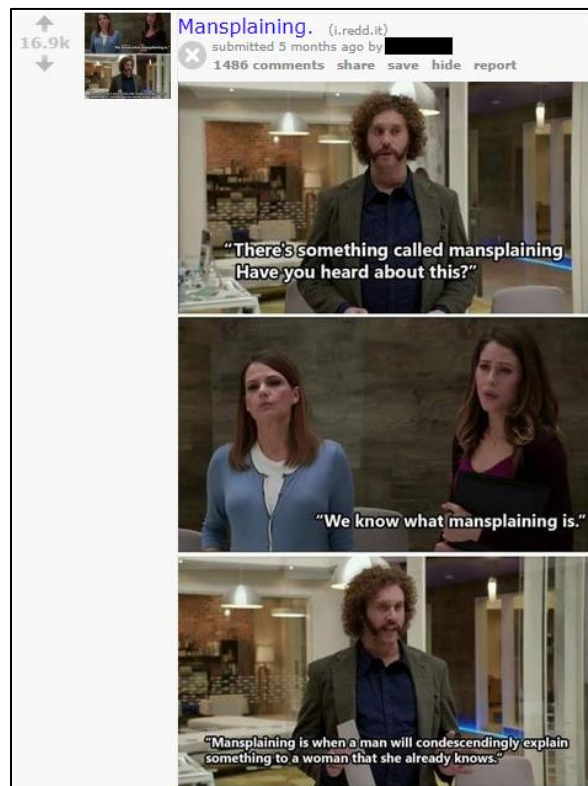 Mansplaining. (i.redd.it)
16.9k
submitted 5 months ago by
1486 comments share save hide report
“There's something called mansplaining
Have you heard about this?”
“We know what mansplaining is.”
“Mansplaining is when a man will condescendingly explain
something to a woman that she already knows.”